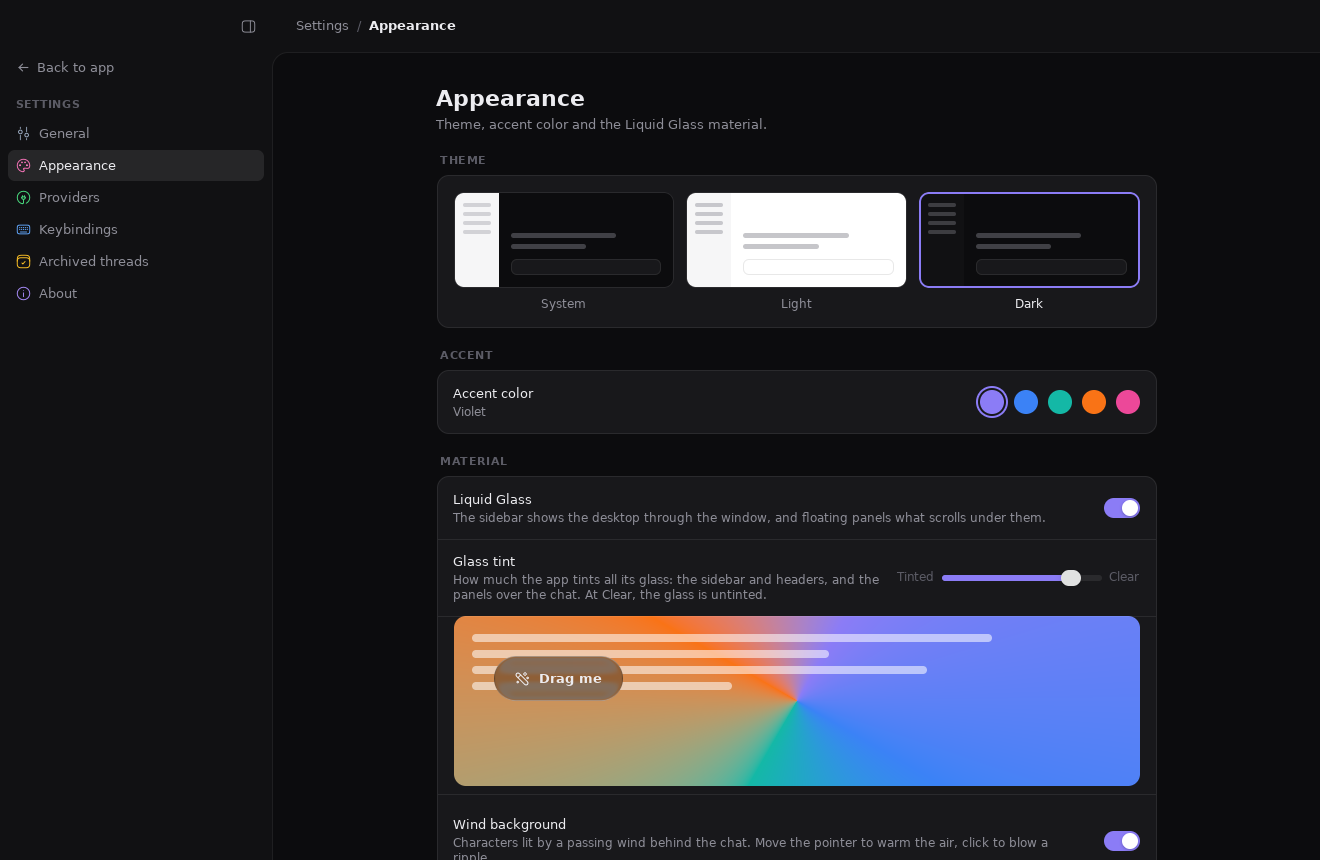 Settings / Appearance
Back to app
SETTINGS
General
Appearance
Providers
Keybindings
Archived threads
About
Appearance
Theme, accent color and the Liquid Glass material.
THEME
System
Light
Dark
ACCENT
Accent color
Violet
MATERIAL
Liquid Glass
The sidebar shows the desktop through the window, and floating panels what scrolls under them.
Glass tint
How much the app tints all its glass: the sidebar and headers, and the
panels over the chat. At Clear, the glass is untinted.
Tinted
Clear
Drag me
Wind background
Characters lit by a passing wind behind the chat. Move the pointer to warm the air, click to blow a
ripple.